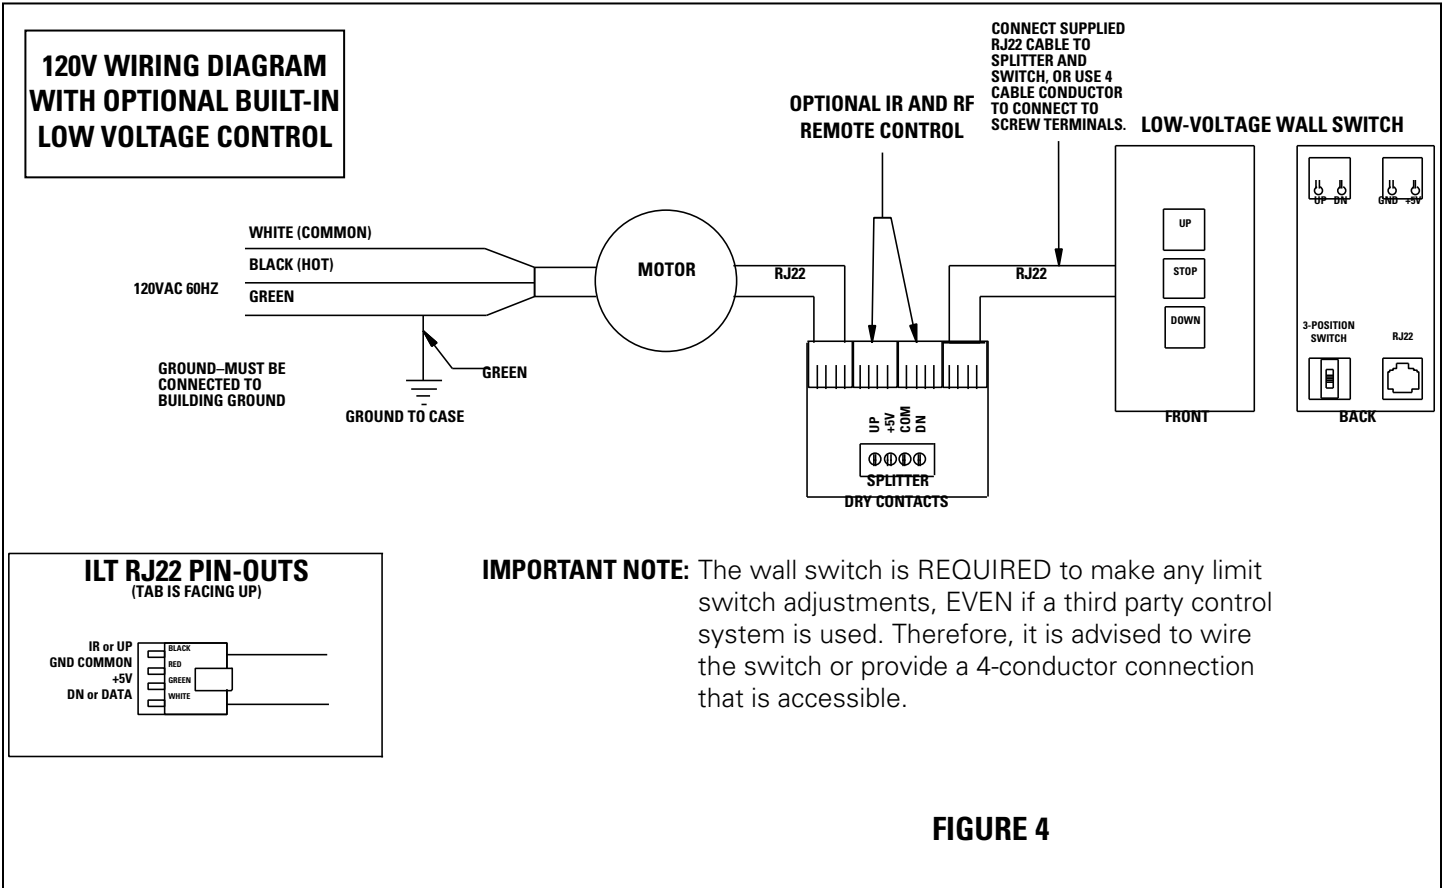 120V WIRING DIAGRAM
WITH OPTIONAL BUILT-IN
LOW VOLTAGE CONTROL
CONNECT SUPPLIED
RJ22 CABLE TO
SPLITTER AND
SWITCH, OR USE 4
CABLE CONDUCTOR
TO CONNECT TO
SCREW TERMINALS.
OPTIONAL IR AND RF
REMOTE CONTROL
LOW-VOLTAGE WALL SWITCH
WHITE (COMMON)
BLACK (HOT)
120VAC 60HZ
GREEN
MOTOR
RJ22
RJ22
UP
STOP
DOWN
FRONT
UP DN
GND +5V
3-POSITION
SWITCH
RJ22
BACK
GROUND–MUST BE
CONNECTED TO
BUILDING GROUND
GREEN
GROUND TO CASE
UP
+5V
COM
DN
SPLITTER
DRY CONTACTS
ILT RJ22 PIN-OUTS
(TAB IS FACING UP)
IR or UP
GND COMMON
+5V
DN or DATA
BLACK
RED
GREEN
WHITE
IMPORTANT NOTE: The wall switch is REQUIRED to make any limit
switch adjustments, EVEN if a third party control
system is used. Therefore, it is advised to wire
the switch or provide a 4-conductor connection
that is accessible.
FIGURE 4